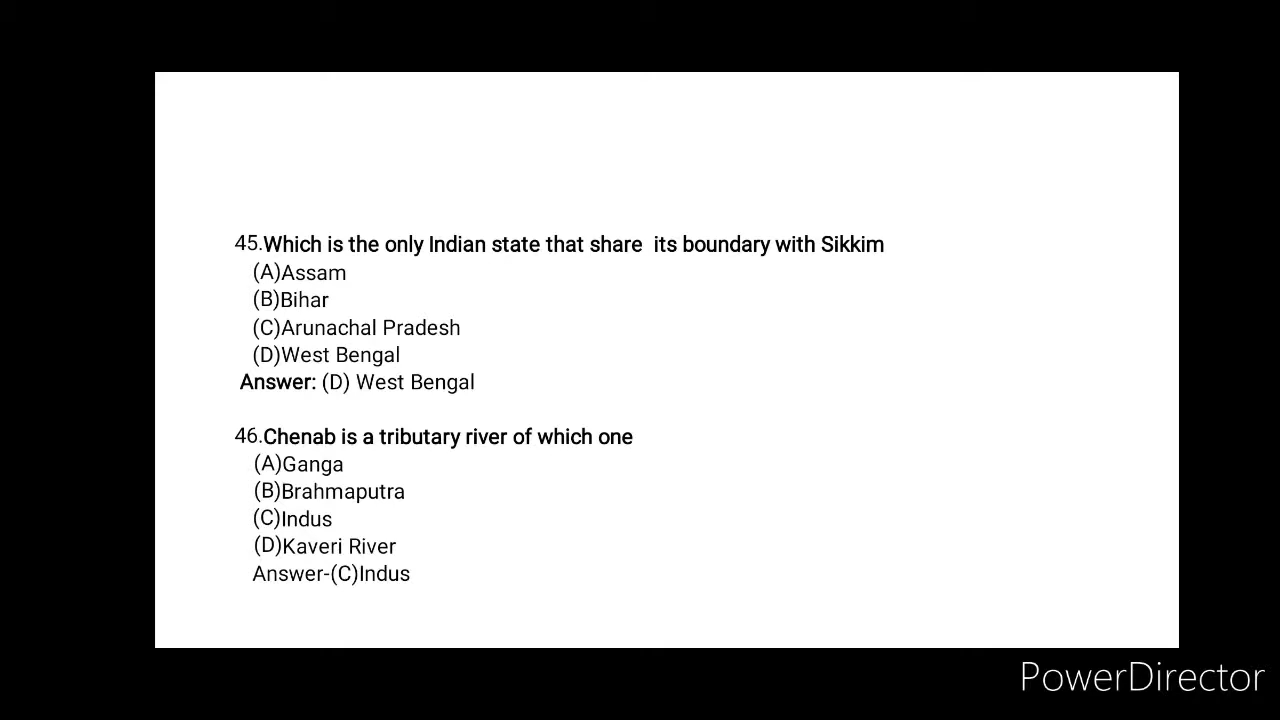 45.Which is the only Indian state that share  its boundary with Sikkim
(A)Assam
(B)Bihar
(C)Arunachal Pradesh
(D)West Bengal
Answer: (D) West Bengal
46.Chenab is a tributary river of which one
(A)Ganga
(B)Brahmaputra
(C)Indus
(D)Kaveri River
Answer-(C)Indus
PowerDirector